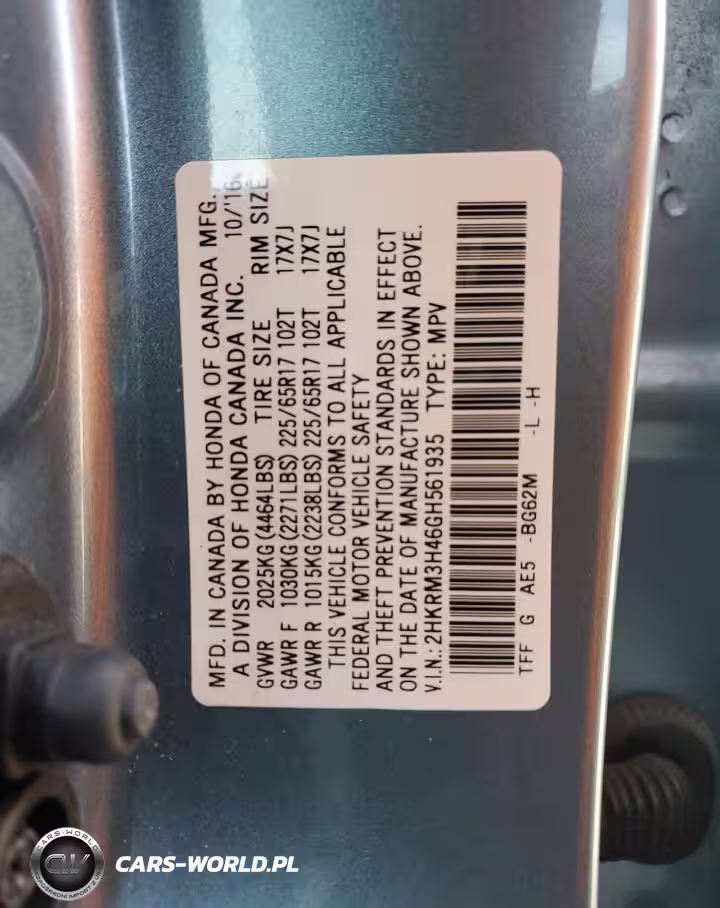 MFD. IN CANADA BY HONDA OF CANADA MFG.
A DIVISION OF HONDA CANADA INC. 10/16
GVWR 2025KG(4464LBS) TIRE SIZE RIM SIZE
GAWR F 1030KG(2271LBS) 225/65R17 102T 17X7J
GAWR R 1015KG(2238LBS) 225/65R17 102T 17X7J
THIS VEHICLE CONFORMS TO ALL APPLICABLE
FEDERAL MOTOR VEHICLE SAFETY
AND THEFT PREVENTION STANDARDS IN EFFECT
ON THE DATE OF MANUFACTURE SHOWN ABOVE.
V.I.N.: 2HKRM3H46GH561935 TYPE: MPV
TFF G AE5 -BG62M -L -H
CARS-WORLD
CW
CARS-WORLD.PL